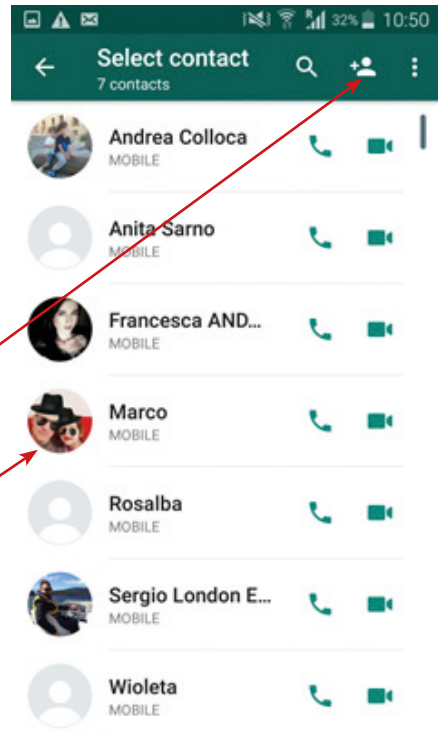 32% 10:50
Select contact
7 contacts
Andrea Colloca
MOBILE
Anita Sarno
MOBILE
Francesca AND...
MOBILE
Marco
MOBILE
Rosalba
MOBILE
Sergio London E...
MOBILE
Wioleta
MOBILE